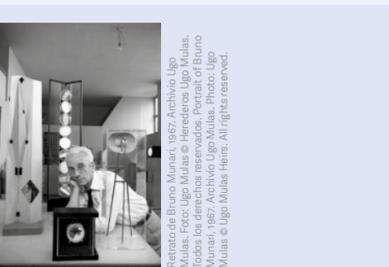 Retrato de Bruno Munari, 1967. Archivio Ugo
Mulas. Foto: Ugo Mulas © Herederos Ugo Mulas.
Todos los derechos reservados. Portrait of Bruno
Munari, 1967. Archivio Ugo Mulas. Photo: Ugo
Mulas © Ugo Mulas Heirs. All rights reserved.